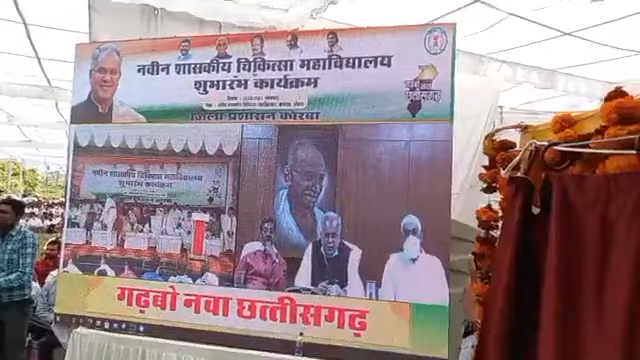 नवीन शासकीय चिकित्सा महाविद्यालय
शुभारंभ कार्यक्रम
जिला प्रशासन कोरबा
नवीन शासकीय चिकित्सा महाविद्यालय
शुभारंभ कार्यक्रम
गढ़बो नवा छत्तीसगढ़